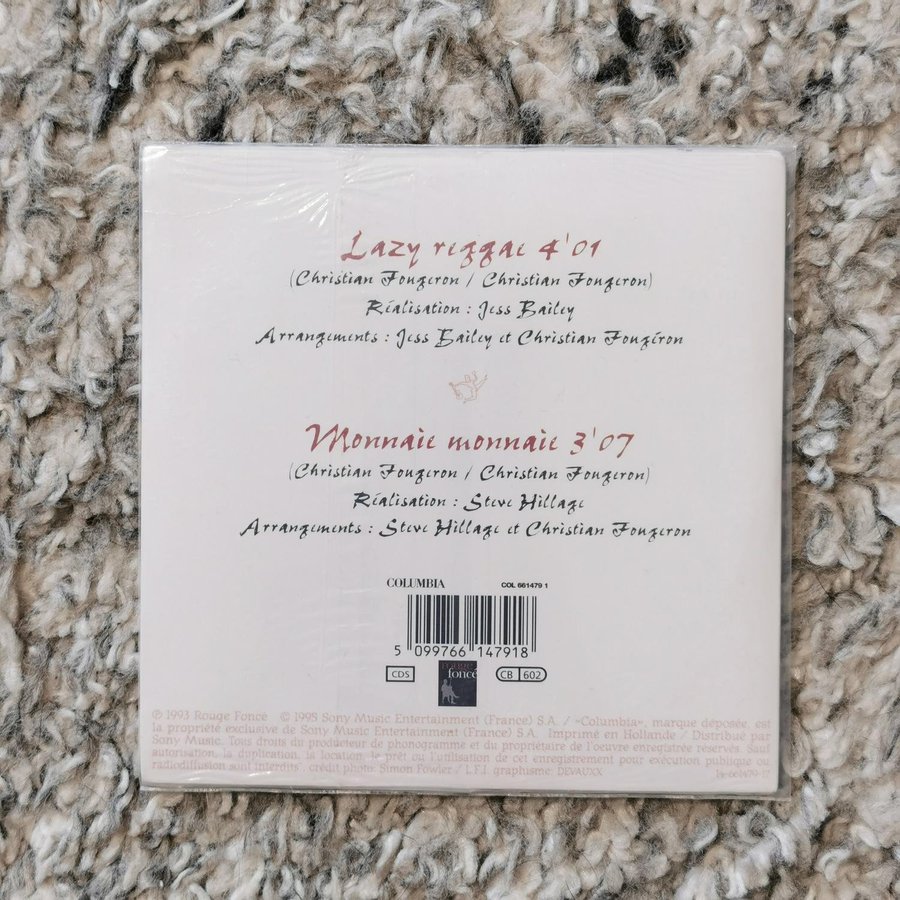 Lazy reggae 4'01
(Christian Fougeron / Christian Fougeron)
Réalisation : Jess Bailey
Arrangements : Jess Bailey et Christian Fougéron
Monnaie monnaie 3'07
(Christian Fougeron / Christian Fougeron)
Réalisation : Steve Hillage
Arrangements : Steve Hillage et Christian Fougeron
COLUMBIA COL 661479 1
5 099766 147918
CDS rouge foncé CB 602
℗ 1993 Rouge Foncé © 1995 Sony Music Entertainment (France) S.A. / «Columbia», marque déposée, est
la propriété exclusive de Sony Music Entertainment (France) S.A. Imprimé en Hollande / Distribué par
Sony Music. Tous droits du producteur de phonogramme et du propriétaire de l'oeuvre enregistrée réservés. Sauf
autorisation, la duplication, la location, le prêt ou l'utilisation de cet enregistrement pour exécution publique ou
radiodiffusion sont interdits. crédit photo: Simon Fowler / L.F.I. graphisme: DEVAUXX 14-661479-17